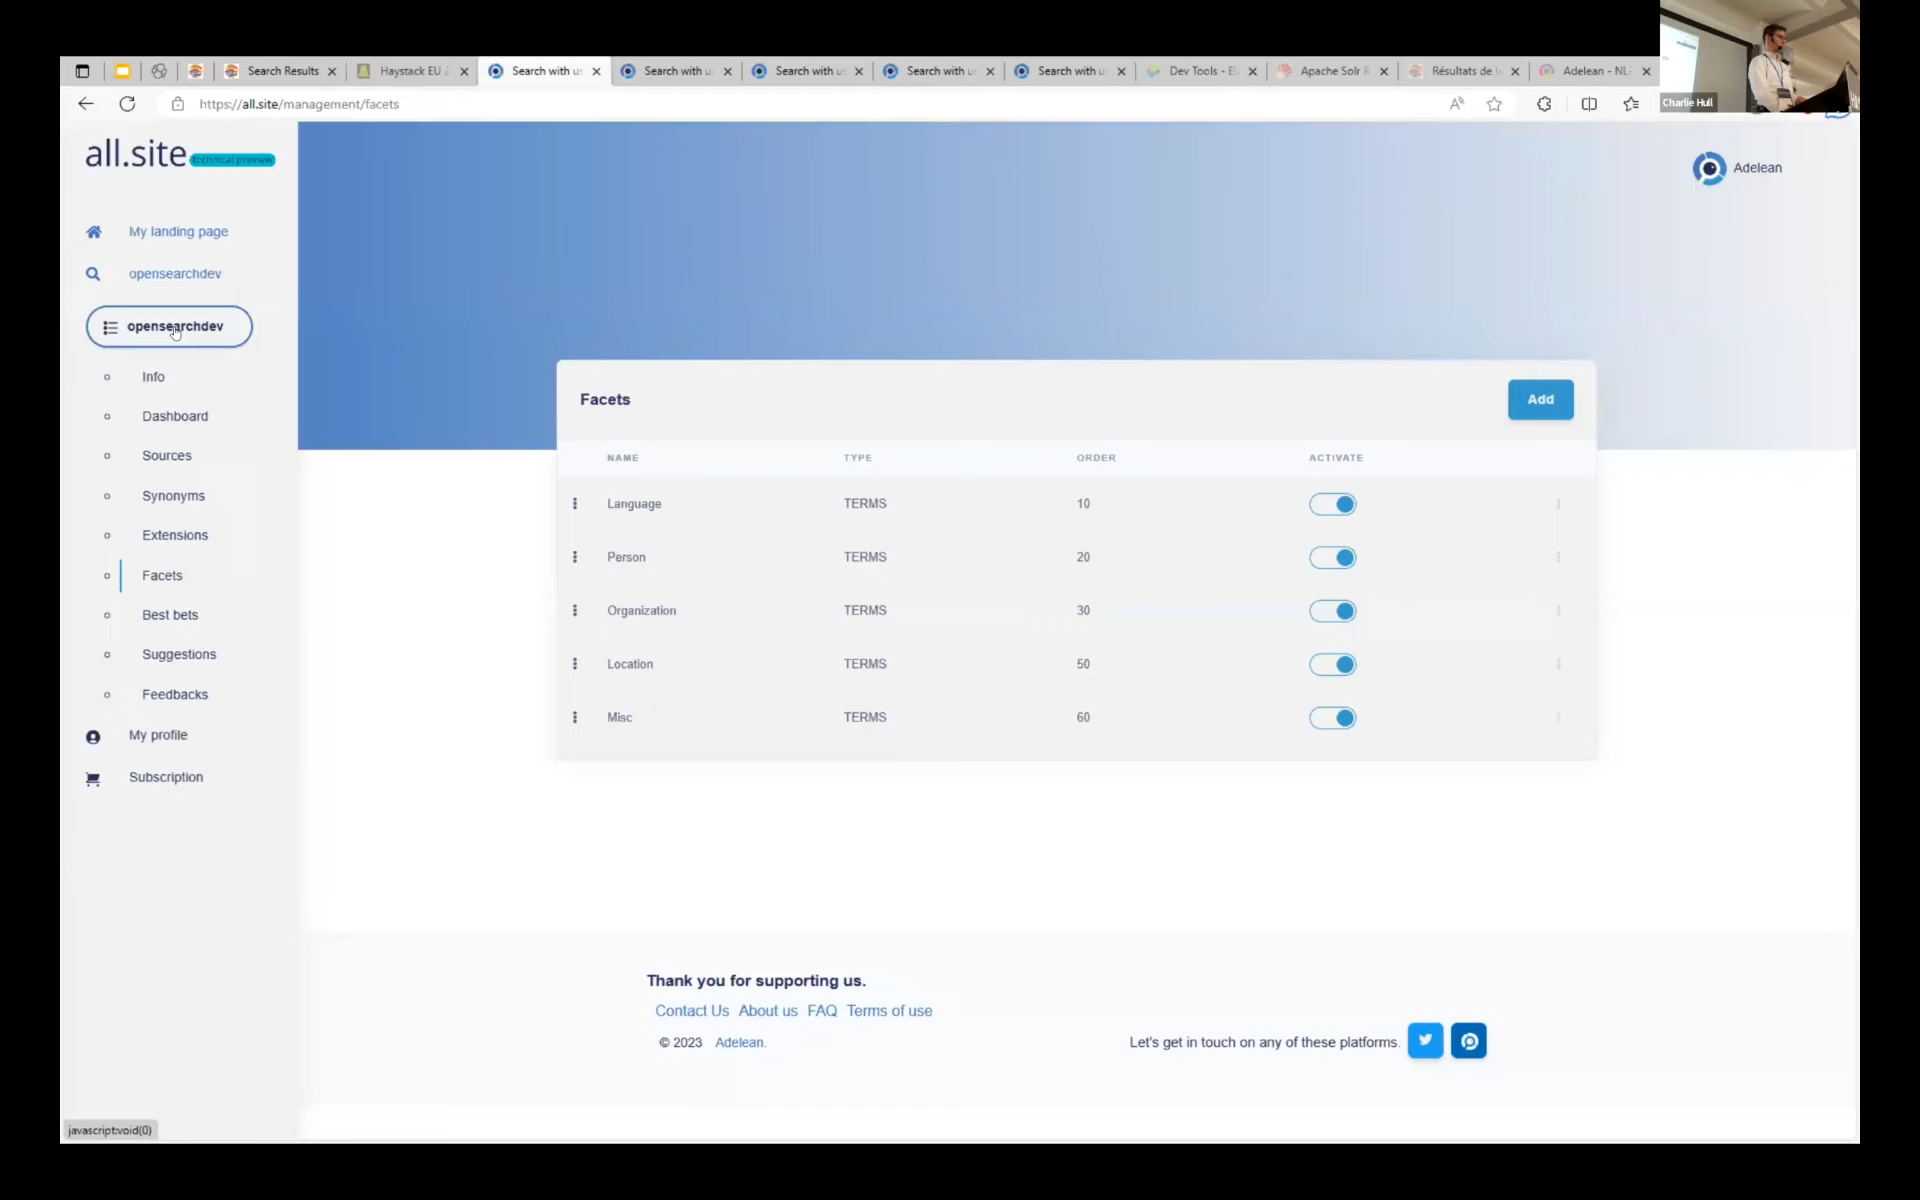 Search Results
Haystack EU
Search with u
Search with u
Search with u
Search with u
Search with u
Dev Tools - El
Apache Solr R
Résultats de
Adelean - NL
https://all.site/management/facets
Charlie Hull
all.site technical preview
Adelean
My landing page
opensearchdev
opensearchdev
Info
Dashboard
Sources
Synonyms
Extensions
Facets
Best bets
Suggestions
Feedbacks
My profile
Subscription
Facets
Add
NAME TYPE ORDER ACTIVATE
Language TERMS 10
Person TERMS 20
Organization TERMS 30
Location TERMS 50
Misc TERMS 60
Thank you for supporting us.
Contact Us About us FAQ Terms of use
© 2023 Adelean.
Let's get in touch on any of these platforms.
javascript:void(0)